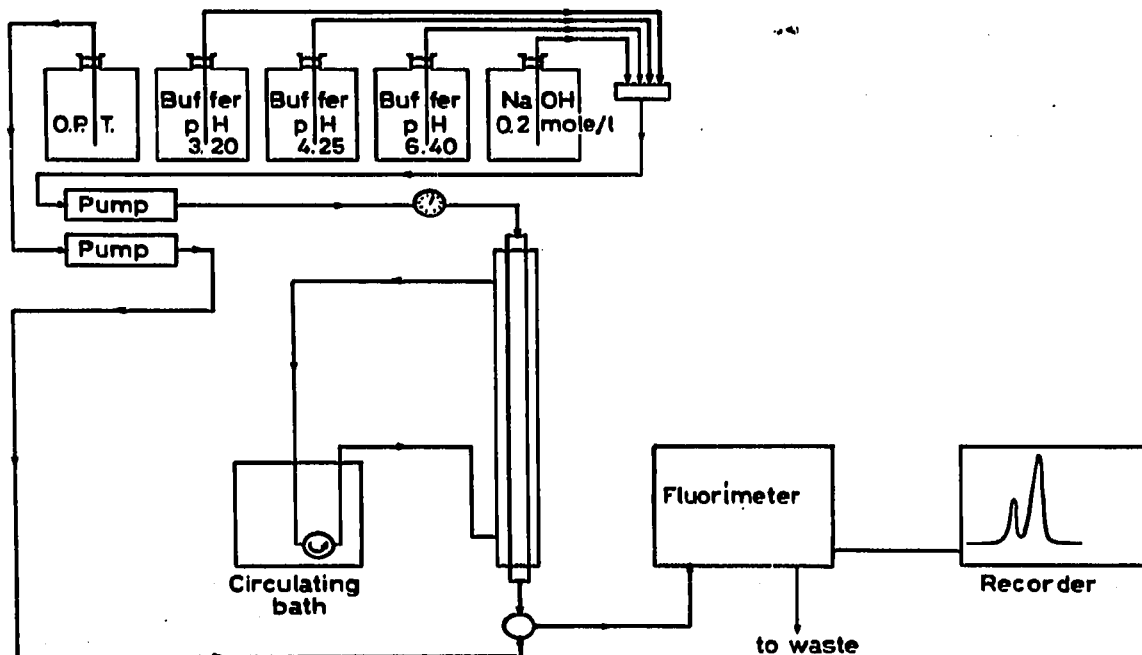 O.P.T.
Buffer
pH
3.20
Buffer
pH
4.25
Buffer
pH
6.40
NaOH
0.2 mole/l
Pump
Pump
Fluorimeter
Circulating
bath
Recorder
to waste